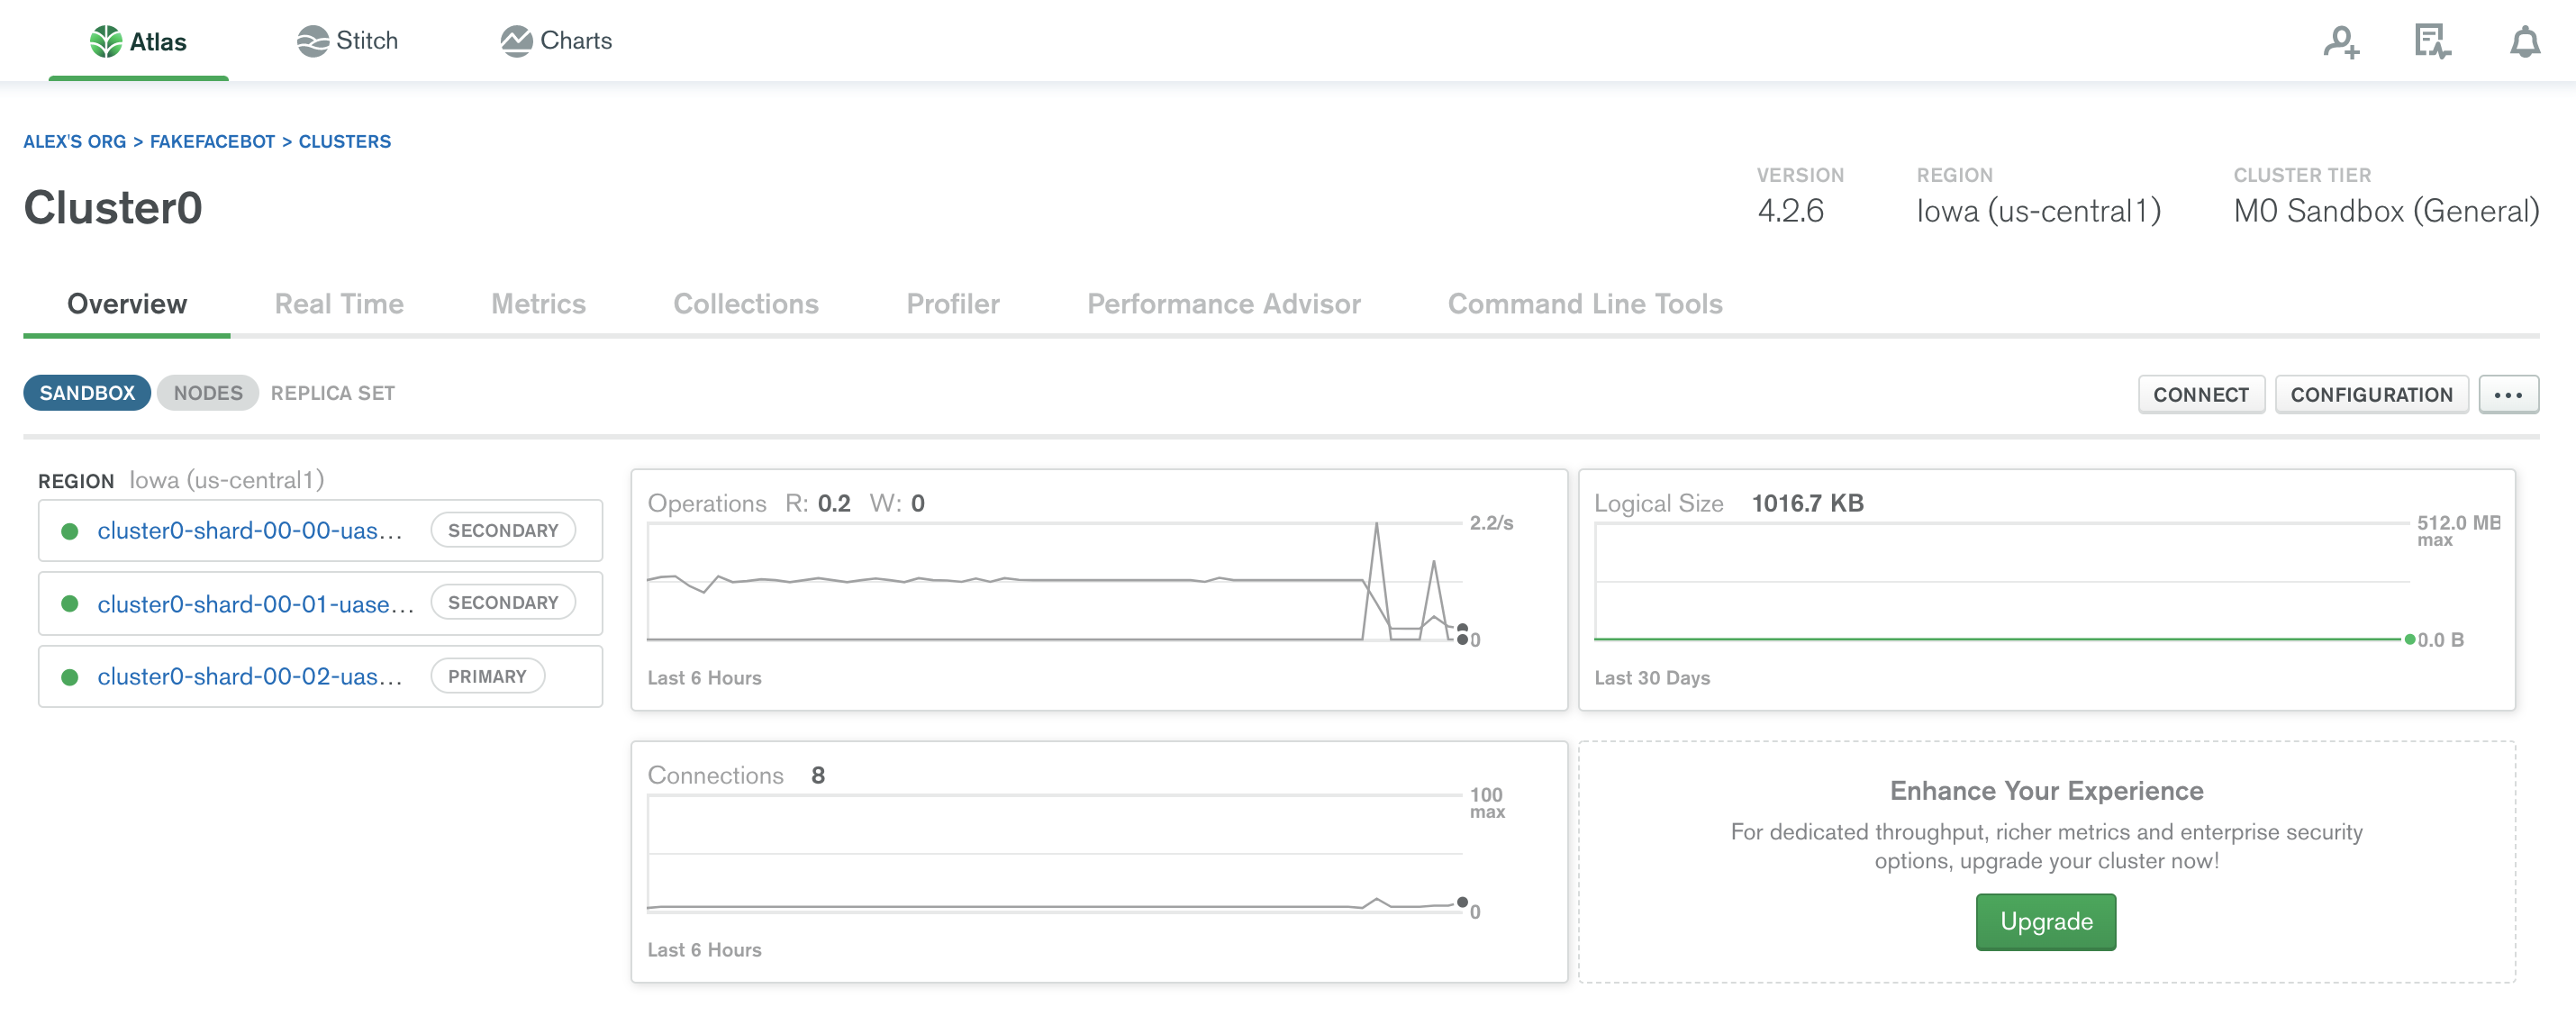 Atlas Stitch Charts
ALEX'S ORG > FAKEFACEBOT > CLUSTERS
Cluster0
VERSION
4.2.6
REGION
Iowa (us-central1)
CLUSTER TIER
M0 Sandbox (General)
Overview Real Time Metrics Collections Profiler Performance Advisor Command Line Tools
SANDBOX NODES REPLICA SET
CONNECT CONFIGURATION ...
REGION Iowa (us-central1)
cluster0-shard-00-00-uas... SECONDARY
cluster0-shard-00-01-uase... SECONDARY
cluster0-shard-00-02-uas... PRIMARY
Operations R: 0.2 W: 0
2.2/s
0
Last 6 Hours
Logical Size 1016.7 KB
512.0 MB
max
0.0 B
Last 30 Days
Connections 8
100
max
0
Last 6 Hours
Enhance Your Experience
For dedicated throughput, richer metrics and enterprise security
options, upgrade your cluster now!
Upgrade